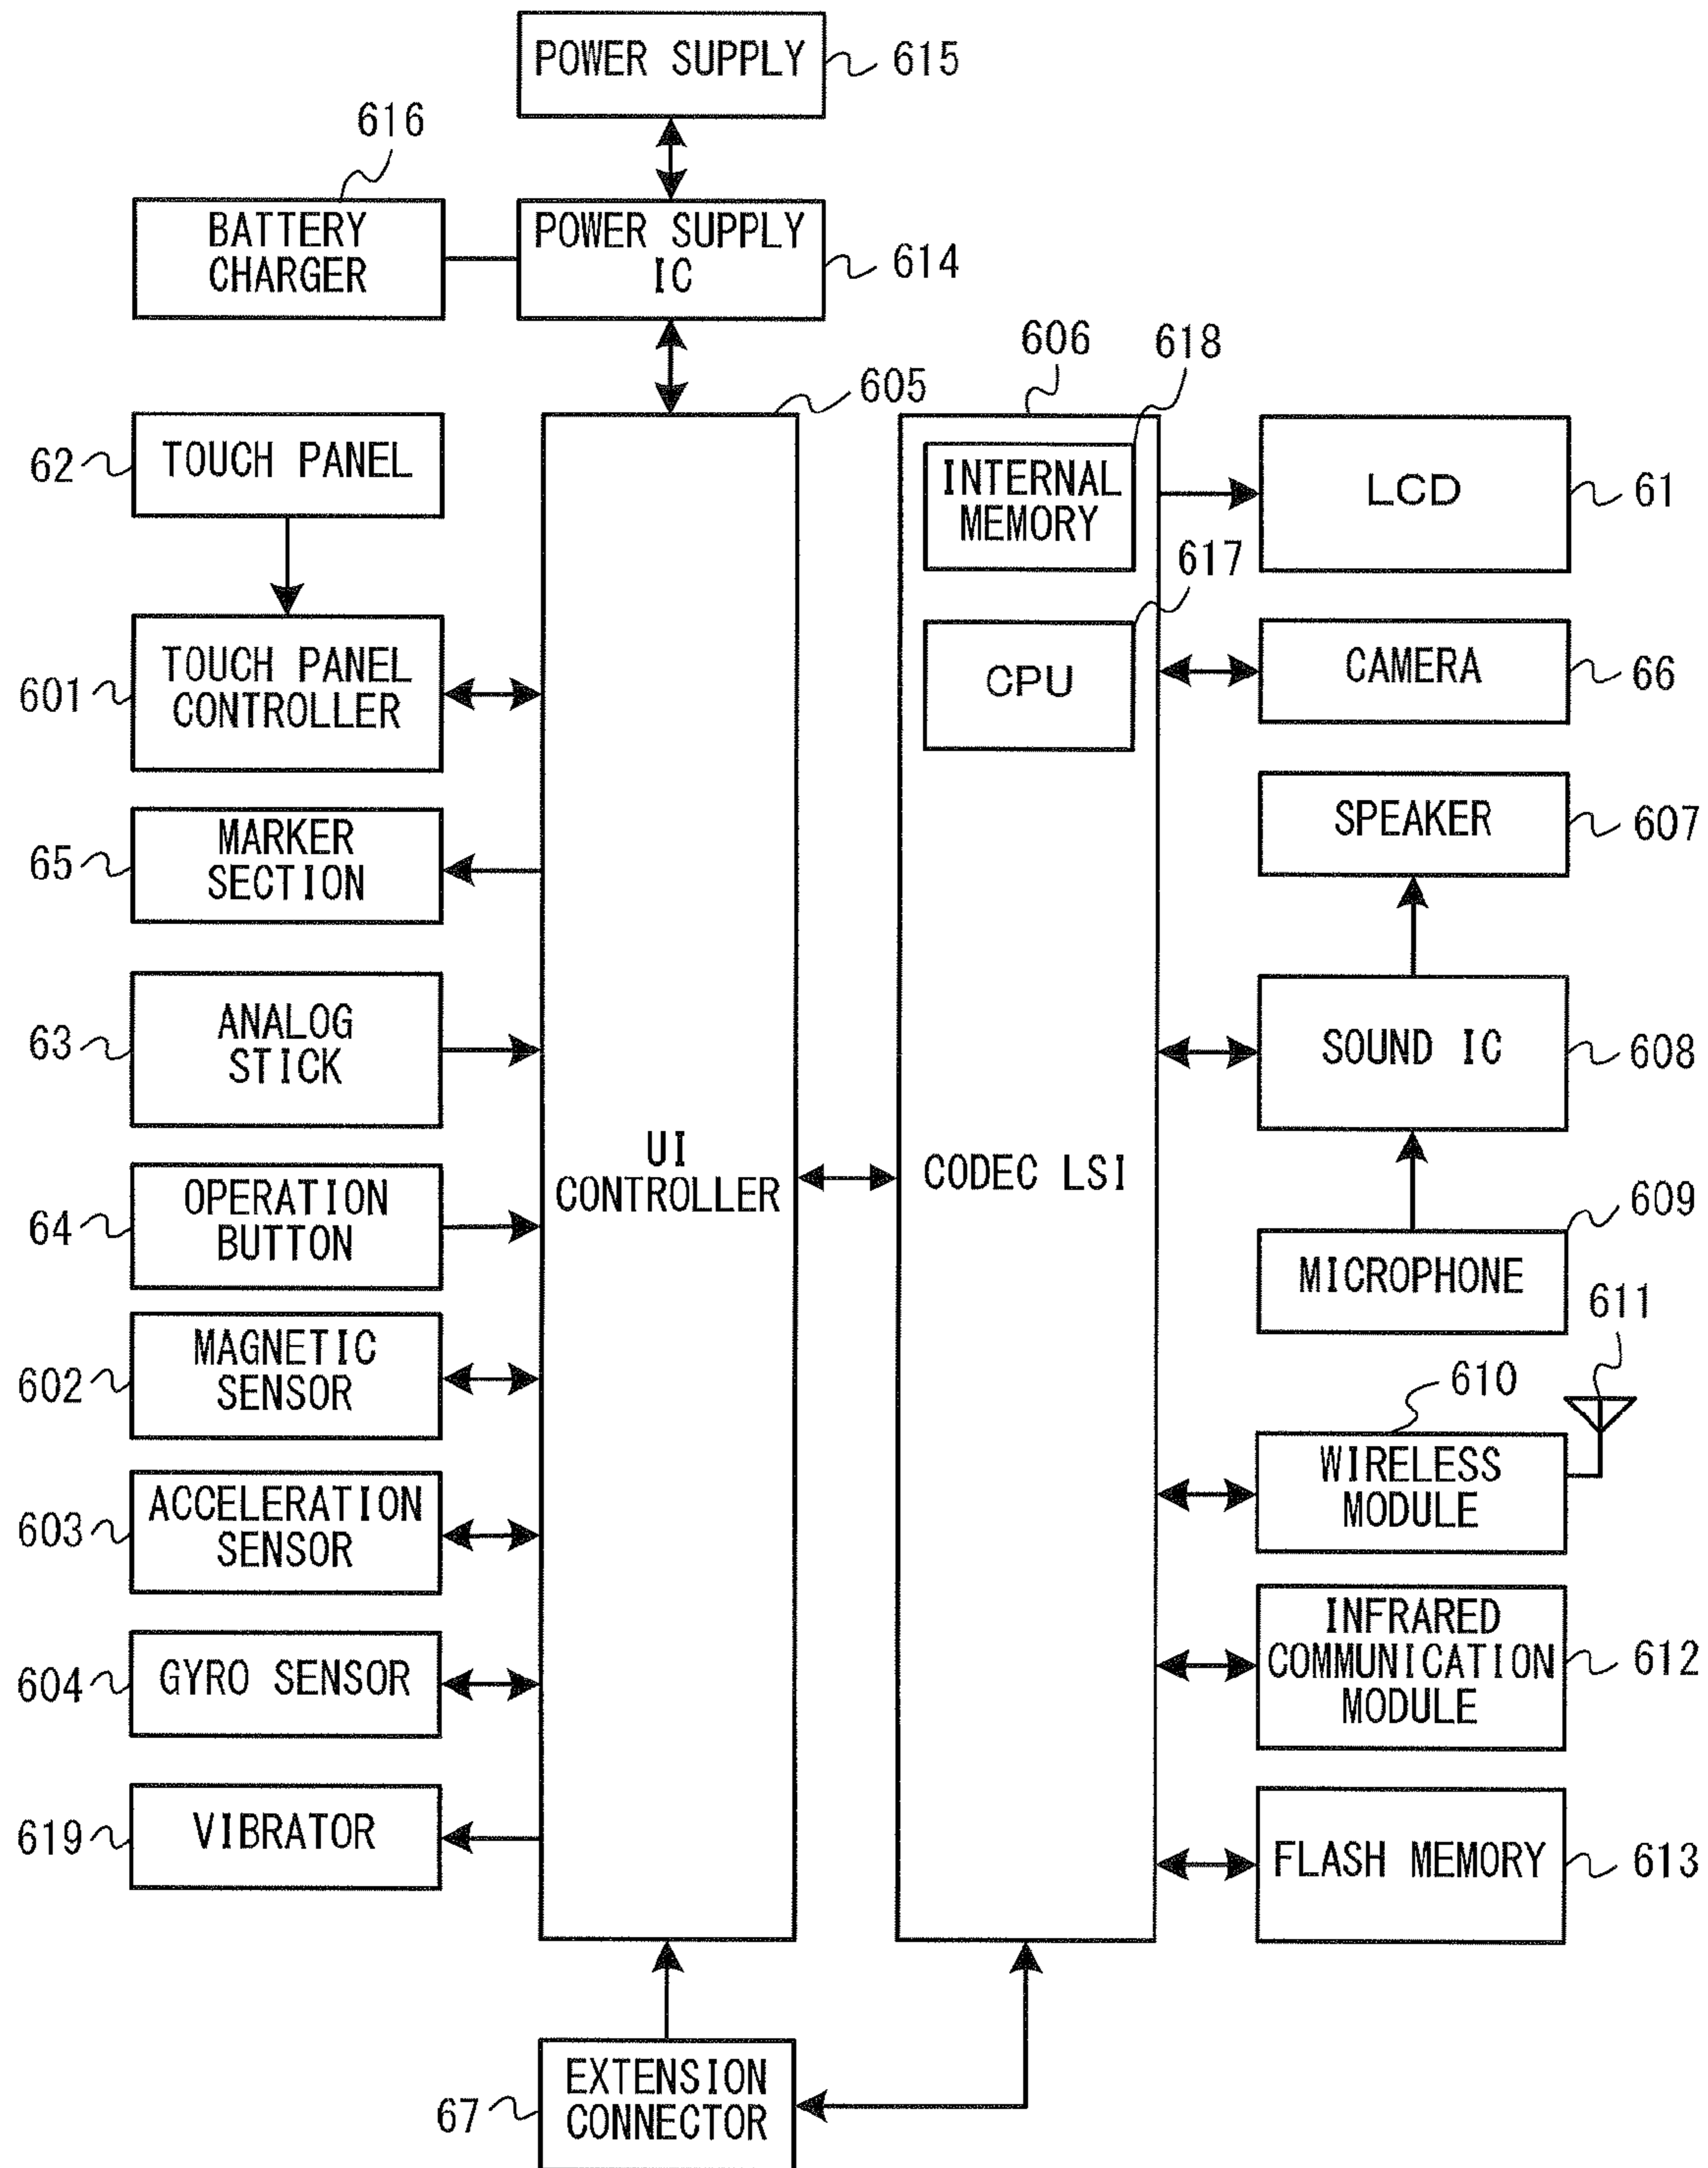 POWER SUPPLY
615
616
BATTERY
CHARGER
POWER SUPPLY
IC
614
605
606
618
62
TOUCH PANEL
INTERNAL
MEMORY
LCD
61
617
601
TOUCH PANEL
CONTROLLER
CPU
CAMERA
66
65
MARKER
SECTION
SPEAKER
607
63
ANALOG
STICK
SOUND IC
608
UI
CONTROLLER
CODEC LSI
64
OPERATION
BUTTON
609
MICROPHONE
611
602
MAGNETIC
SENSOR
610
WIRELESS
MODULE
603
ACCELERATION
SENSOR
INFRARED
COMMUNICATION
MODULE
612
604
GYRO SENSOR
619
VIBRATOR
FLASH MEMORY
613
67
EXTENSION
CONNECTOR